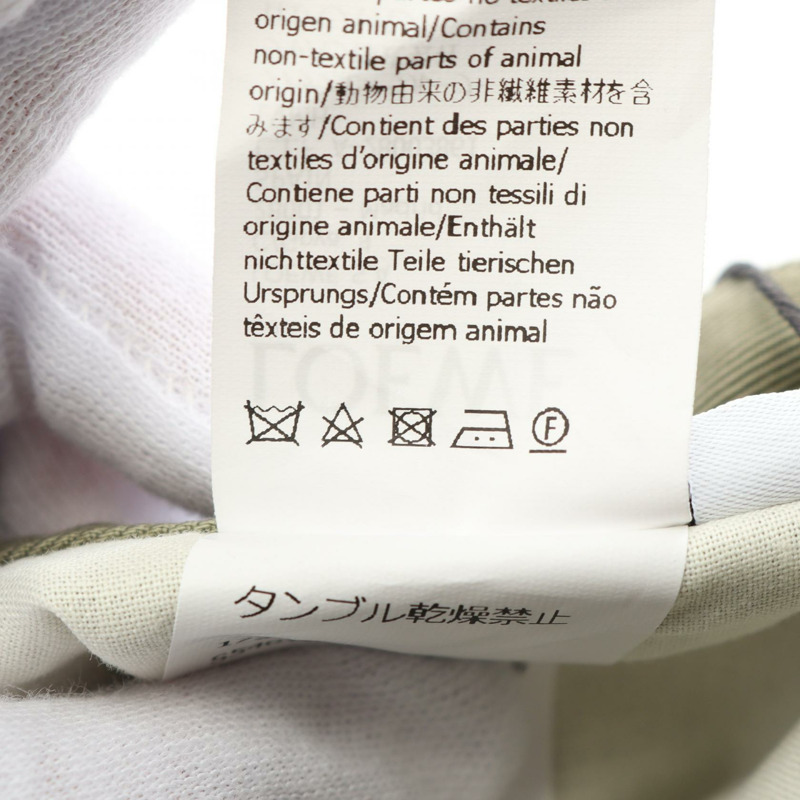 partes no textiles
origen animal/Contains
non-textile parts of animal
origin/動物由来の非繊維素材を含
みます/Contient des parties non
textiles d'origine animale/
Contiene parti non tessili di
origine animale/Enthält
nichttextile Teile tierischen
Ursprungs/Contém partes não
têxteis de origem animal
F
タンブル乾燥禁止